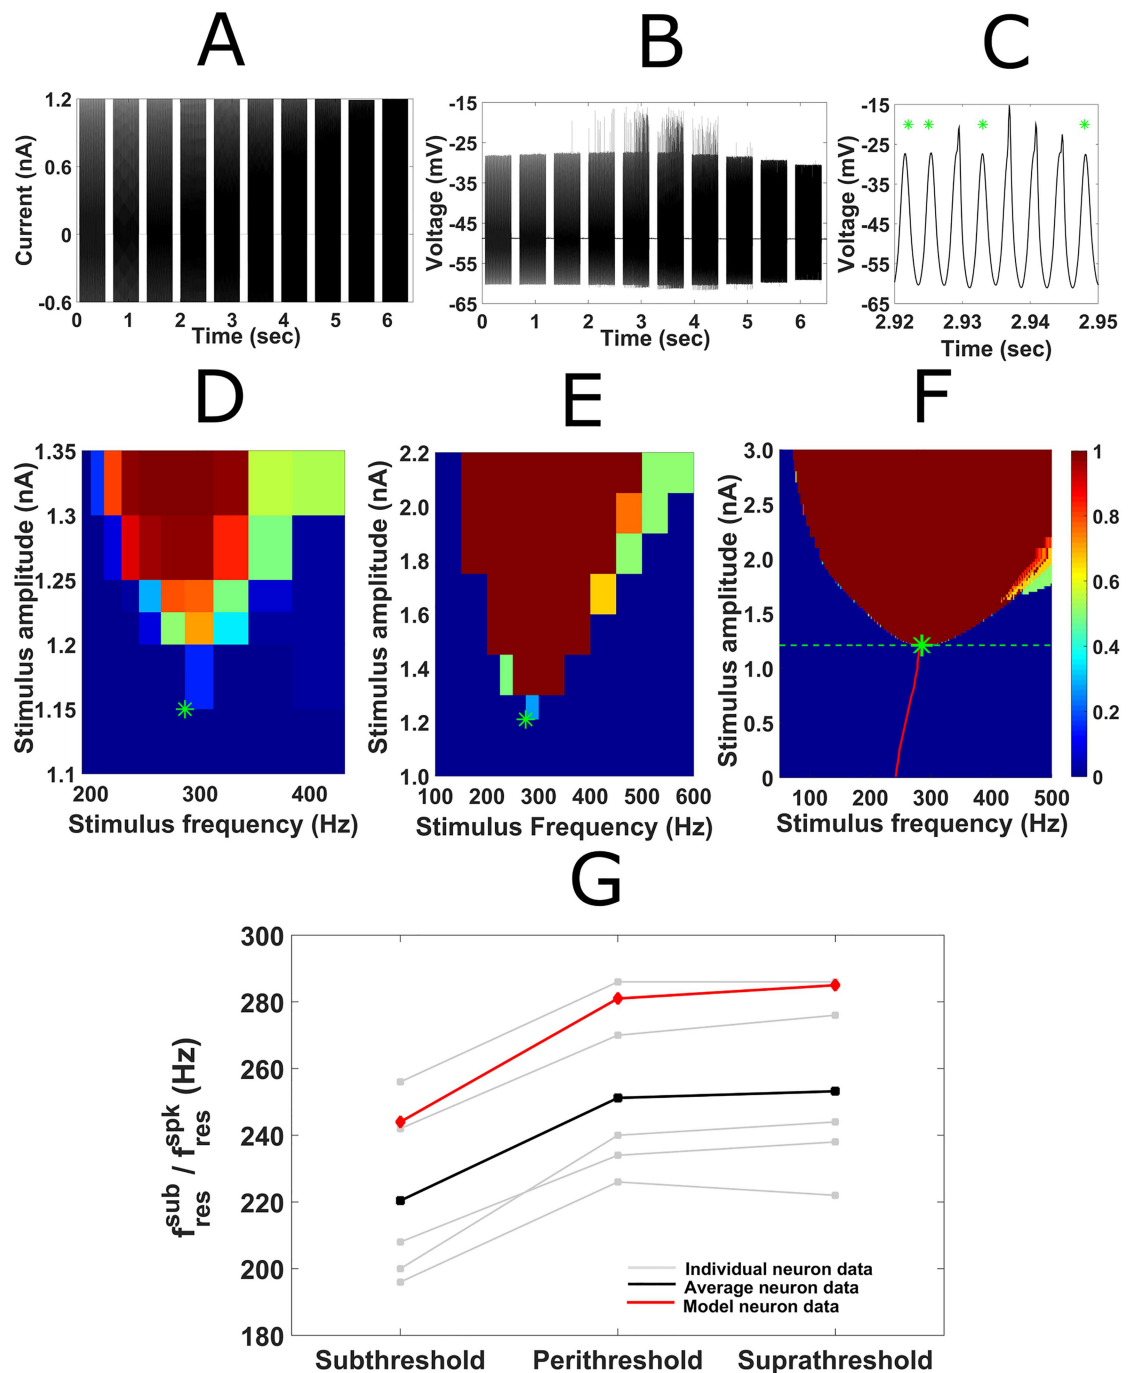 A
B
C
Current (nA)
1.2
0.6
0
-0.6
0 1 2 3 4 5 6
Time (sec)
Voltage (mV)
-15
-25
-35
-45
-55
-65
0 1 2 3 4 5 6
Time (sec)
Voltage (mV)
-15
-25
-35
-45
-55
-65
2.92 2.93 2.94 2.95
Time (sec)
D
E
F
Stimulus amplitude (nA)
1.35
1.3
1.25
1.2
1.15
1.1
200 300 400
Stimulus frequency (Hz)
Stimulus amplitude (nA)
2.2
2.0
1.8
1.6
1.4
1.2
1.0
100 200 300 400 500 600
Stimulus Frequency (Hz)
Stimulus amplitude (nA)
3.0
2.5
2.0
1.5
1.0
0.5
0
50 100 200 300 400 500
Stimulus frequency (Hz)
1
0.8
0.6
0.4
0.2
0
G
f_res^sub / f_res^spk (Hz)
300
280
260
240
220
200
180
Individual neuron data
Average neuron data
Model neuron data
Subthreshold Perithreshold Suprathreshold